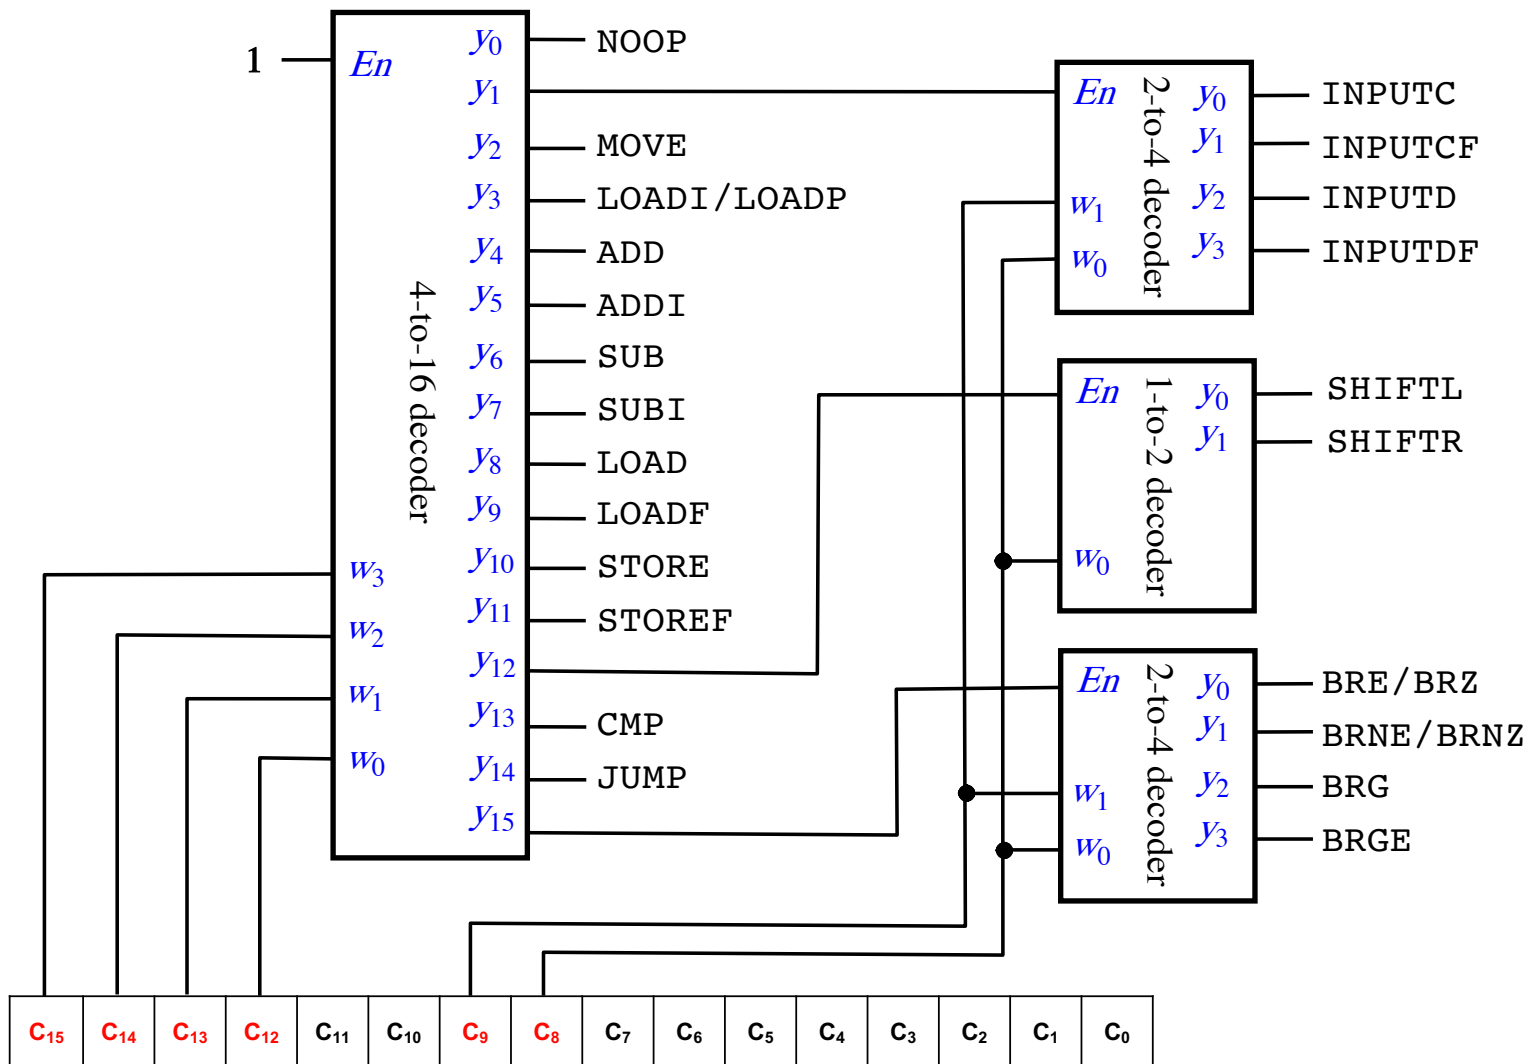 1
En
y0 NOOP
y1
y2 MOVE
y3 LOADI/LOADP
y4 ADD
y5 ADDI
y6 SUB
y7 SUBI
y8 LOAD
y9 LOADF
y10 STORE
y11 STOREF
y12
y13 CMP
y14 JUMP
y15
w3
w2
w1
w0
4-to-16 decoder
En
w1
w0
2-to-4 decoder
y0 INPUTC
y1 INPUTCF
y2 INPUTD
y3 INPUTDF
En
w0
1-to-2 decoder
y0 SHIFTL
y1 SHIFTR
En
w1
w0
2-to-4 decoder
y0 BRE/BRZ
y1 BRNE/BRNZ
y2 BRG
y3 BRGE
C15 C14 C13 C12 C11 C10 C9 C8 C7 C6 C5 C4 C3 C2 C1 C0